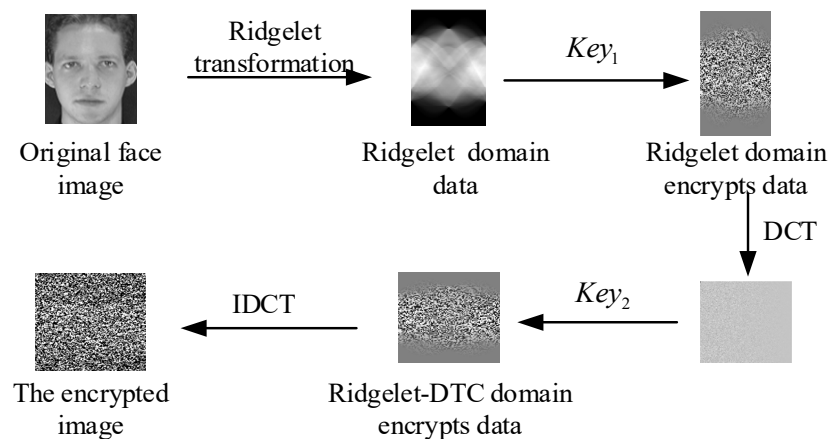 Ridgelet
transformation
Key₁
Original face
image
Ridgelet domain
data
Ridgelet domain
encrypts data
DCT
IDCT
Key₂
The encrypted
image
Ridgelet-DTC domain
encrypts data